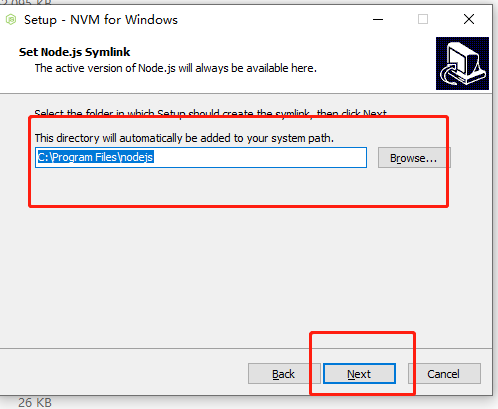 Setup - NVM for Windows
Set Node.js Symlink
The active version of Node.js will always be available here.
Select the folder in which Setup should create the symlink, then click Next.
This directory will automatically be added to your system path.
C:\Program Files\nodejs
Browse...
Back
Next
Cancel
26 KB